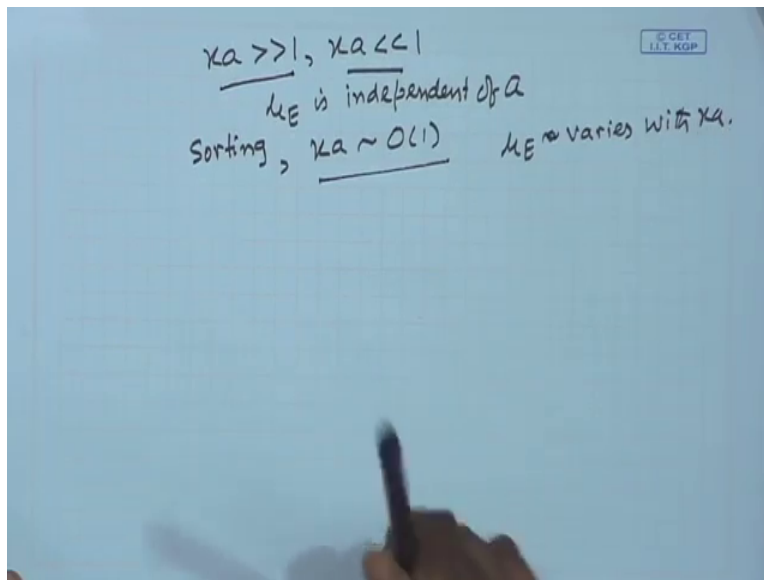 κa >>1, κa <<1
© CET
I.I.T. KGP
μE is independent of a
Sorting, κa ~ O(1) μE ~ varies with κa.